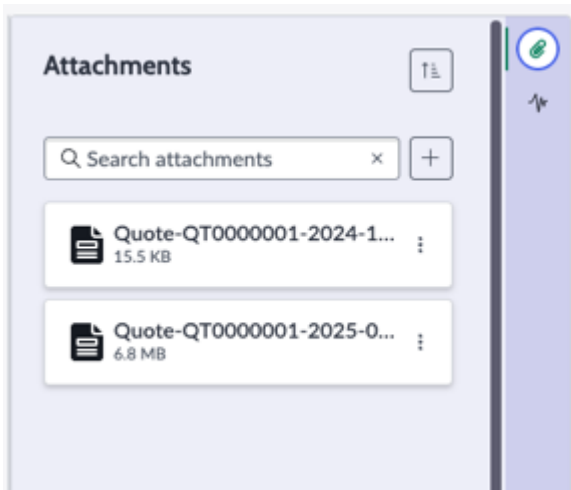 Attachments
Search attachments
Quote-QT0000001-2024-1...
15.5 KB
Quote-QT0000001-2025-0...
6.8 MB